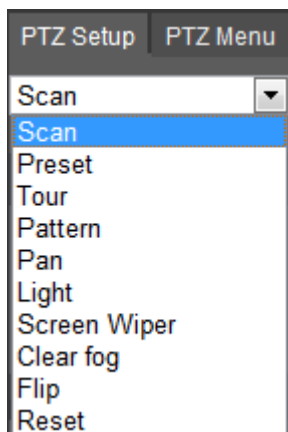 PTZ Setup PTZ Menu
Scan
Scan
Preset
Tour
Pattern
Pan
Light
Screen Wiper
Clear fog
Flip
Reset